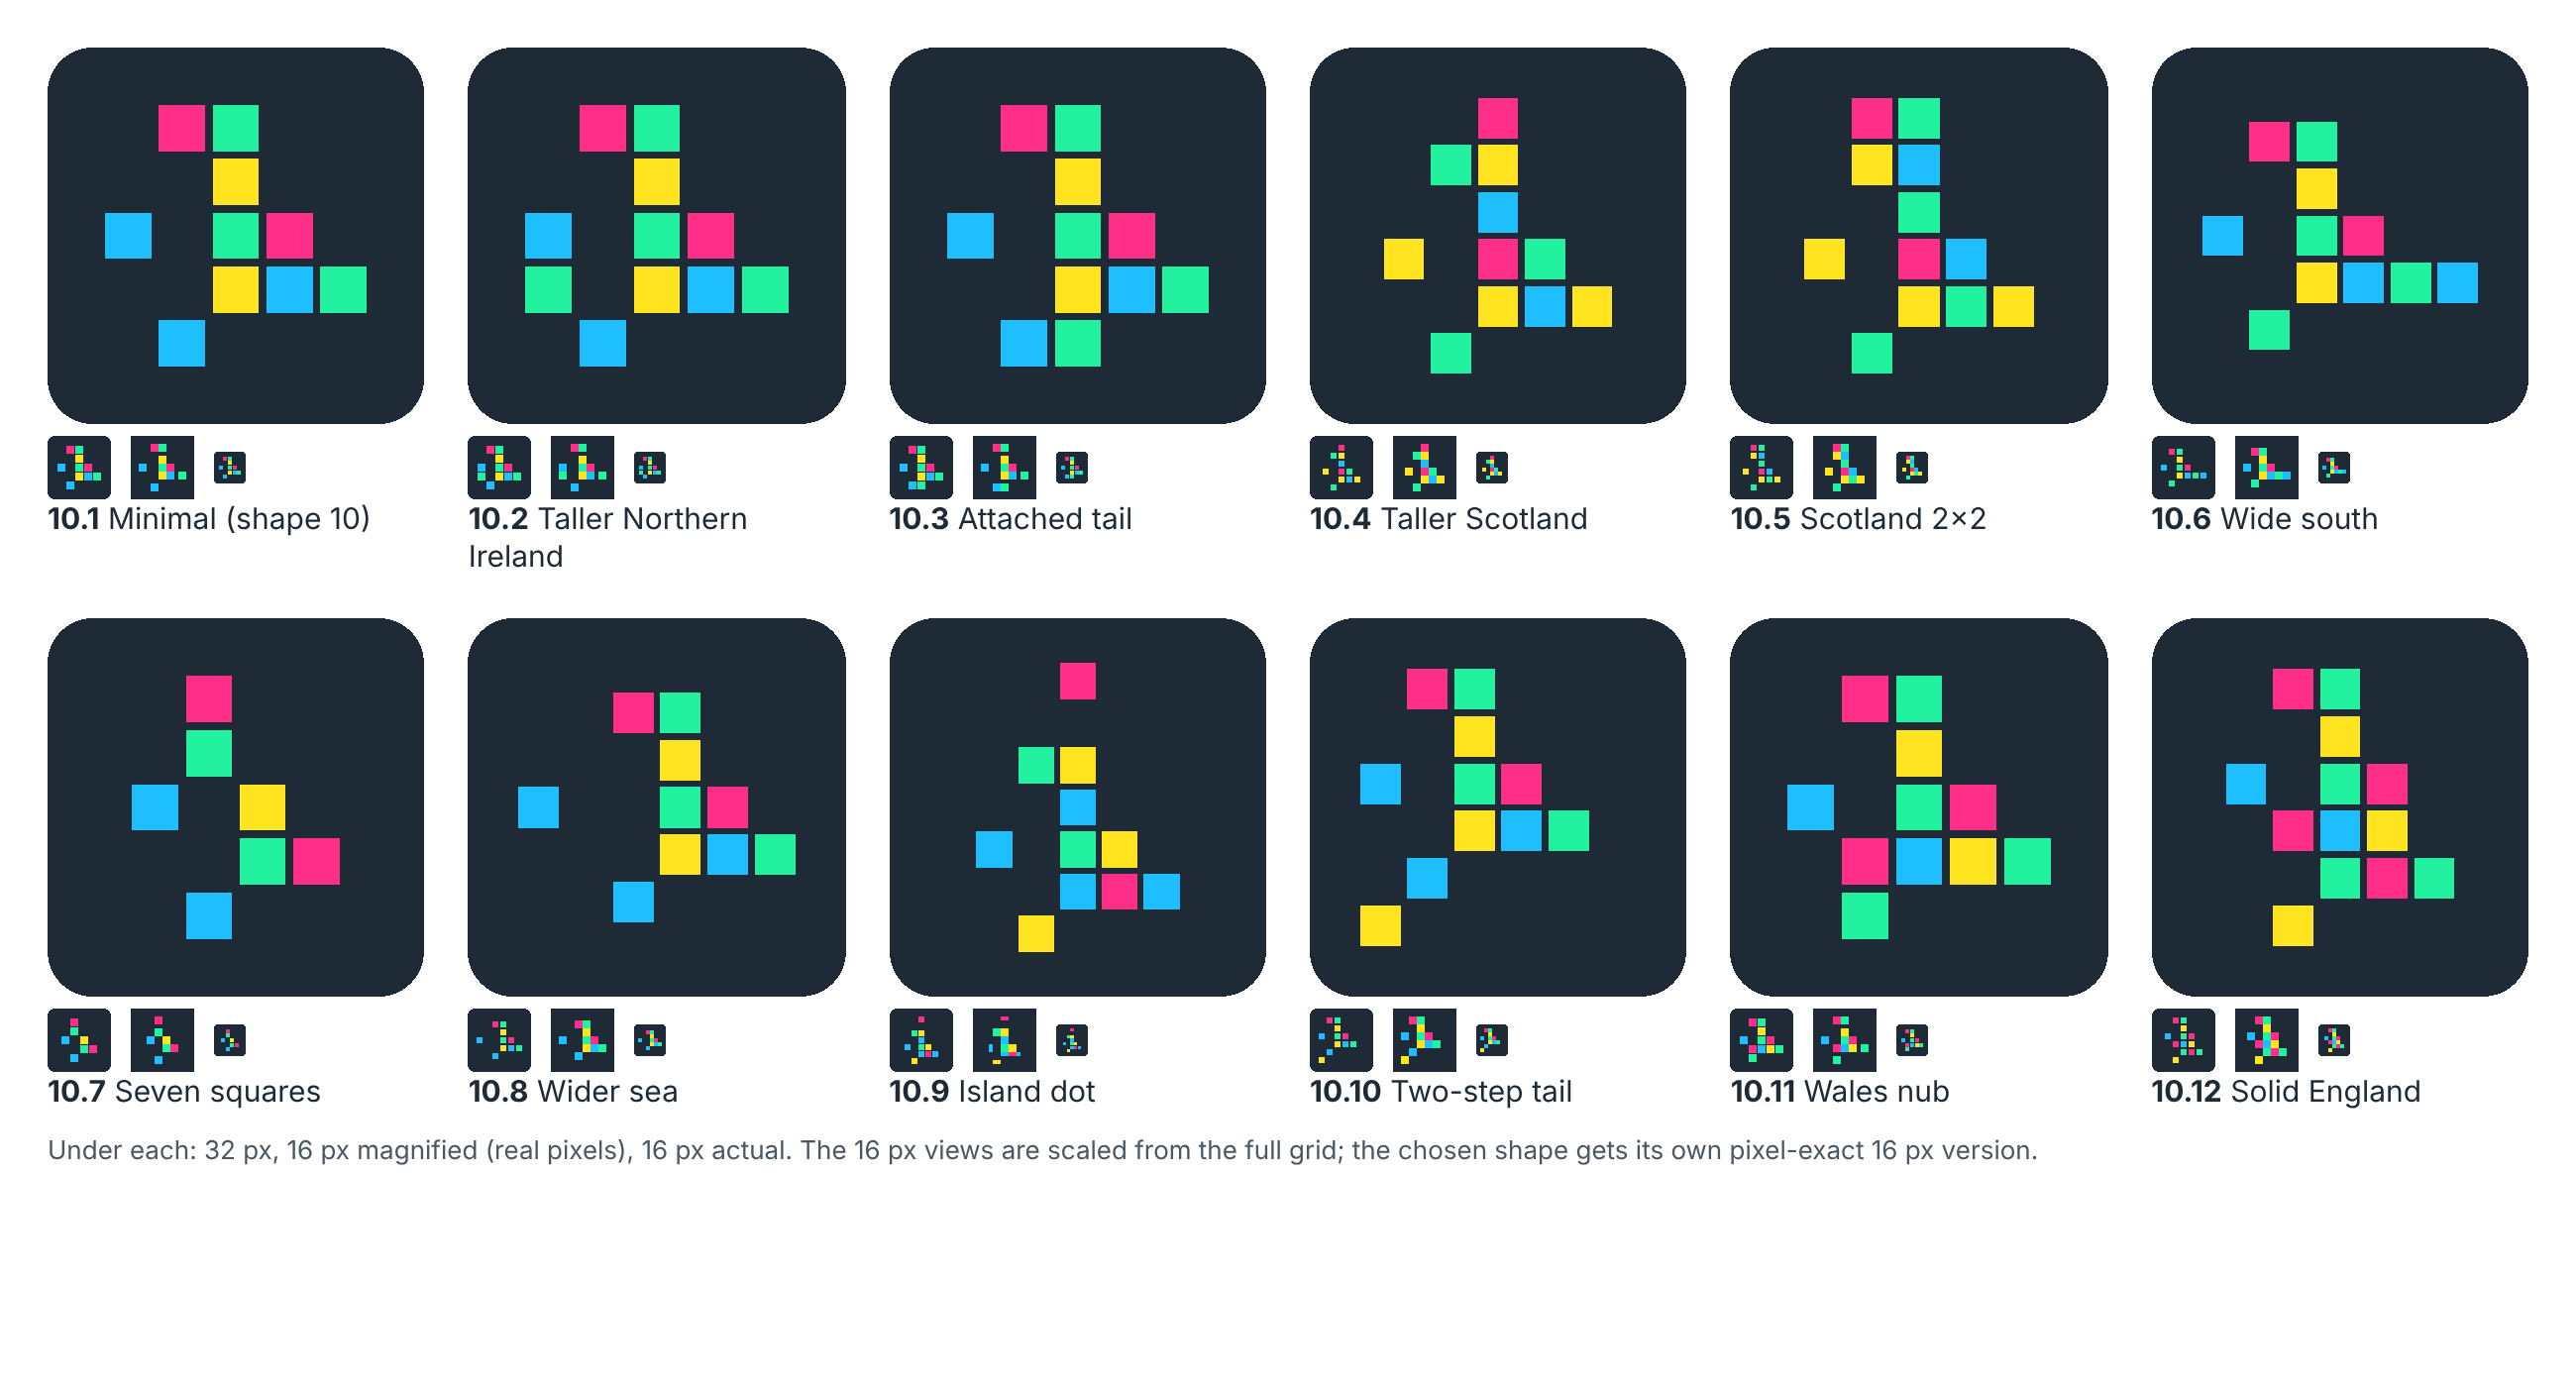 10.1 Minimal (shape 10)
10.2 Taller Northern
Ireland
10.3 Attached tail
10.4 Taller Scotland
10.5 Scotland 2×2
10.6 Wide south
10.7 Seven squares
10.8 Wider sea
10.9 Island dot
10.10 Two-step tail
10.11 Wales nub
10.12 Solid England
Under each: 32 px, 16 px magnified (real pixels), 16 px actual. The 16 px views are scaled from the full grid; the chosen shape gets its own pixel-exact 16 px version.